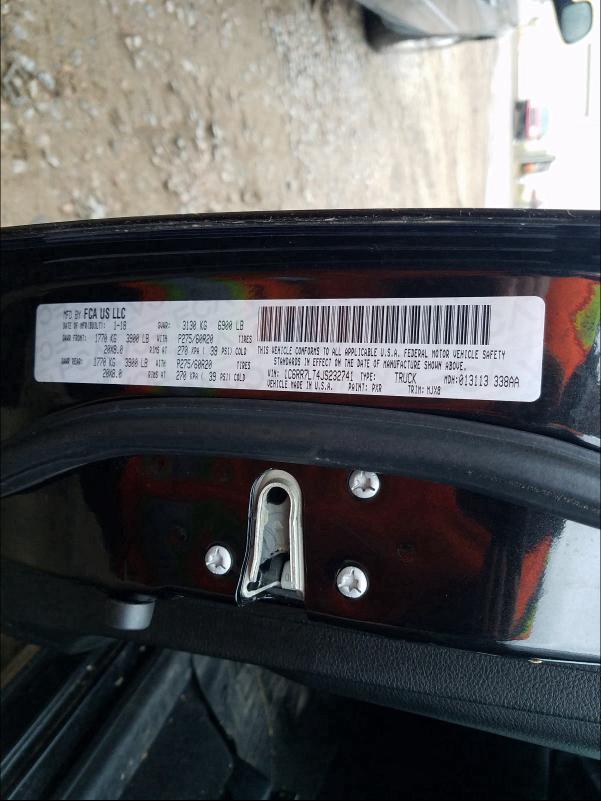 MFD BY FCA US LLC
DATE OF MFR(BUILT): 1-18 GVWR: 3130 KG 6900 LB
GAWR FRONT: 1770 KG 3900 LB WITH P275/60R20 TIRES
20X8.0 RIMS AT 270 KPA ( 39 PSI) COLD
GAWR REAR: 1770 KG 3900 LB WITH P275/60R20 TIRES
20X8.0 RIMS AT 270 KPA ( 39 PSI) COLD
THIS VEHICLE CONFORMS TO ALL APPLICABLE U.S.A. FEDERAL MOTOR VEHICLE SAFETY
STANDARDS IN EFFECT ON THE DATE OF MANUFACTURE SHOWN ABOVE.
VIN: 1C6RR7LT4JS232741 TYPE: TRUCK MDH: 013113 338AA
VEHICLE MADE IN U.S.A. PAINT: PXR TRIM: MJX8